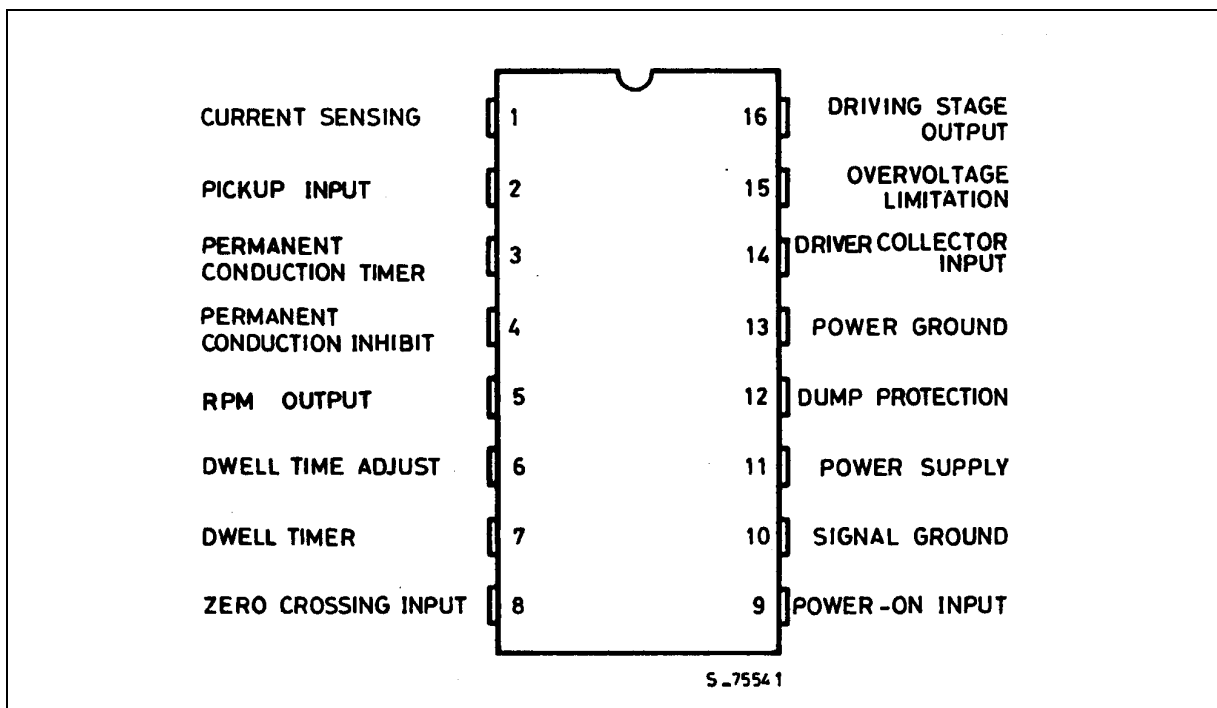 CURRENT SENSING
1
16
DRIVING STAGE
OUTPUT
PICKUP INPUT
2
15
OVERVOLTAGE
LIMITATION
PERMANENT
CONDUCTION TIMER
3
14
DRIVER COLLECTOR
INPUT
PERMANENT
CONDUCTION INHIBIT
4
13
POWER GROUND
RPM OUTPUT
5
12
DUMP PROTECTION
DWELL TIME ADJUST
6
11
POWER SUPPLY
DWELL TIMER
7
10
SIGNAL GROUND
ZERO CROSSING INPUT
8
9
POWER-ON INPUT
S_75541